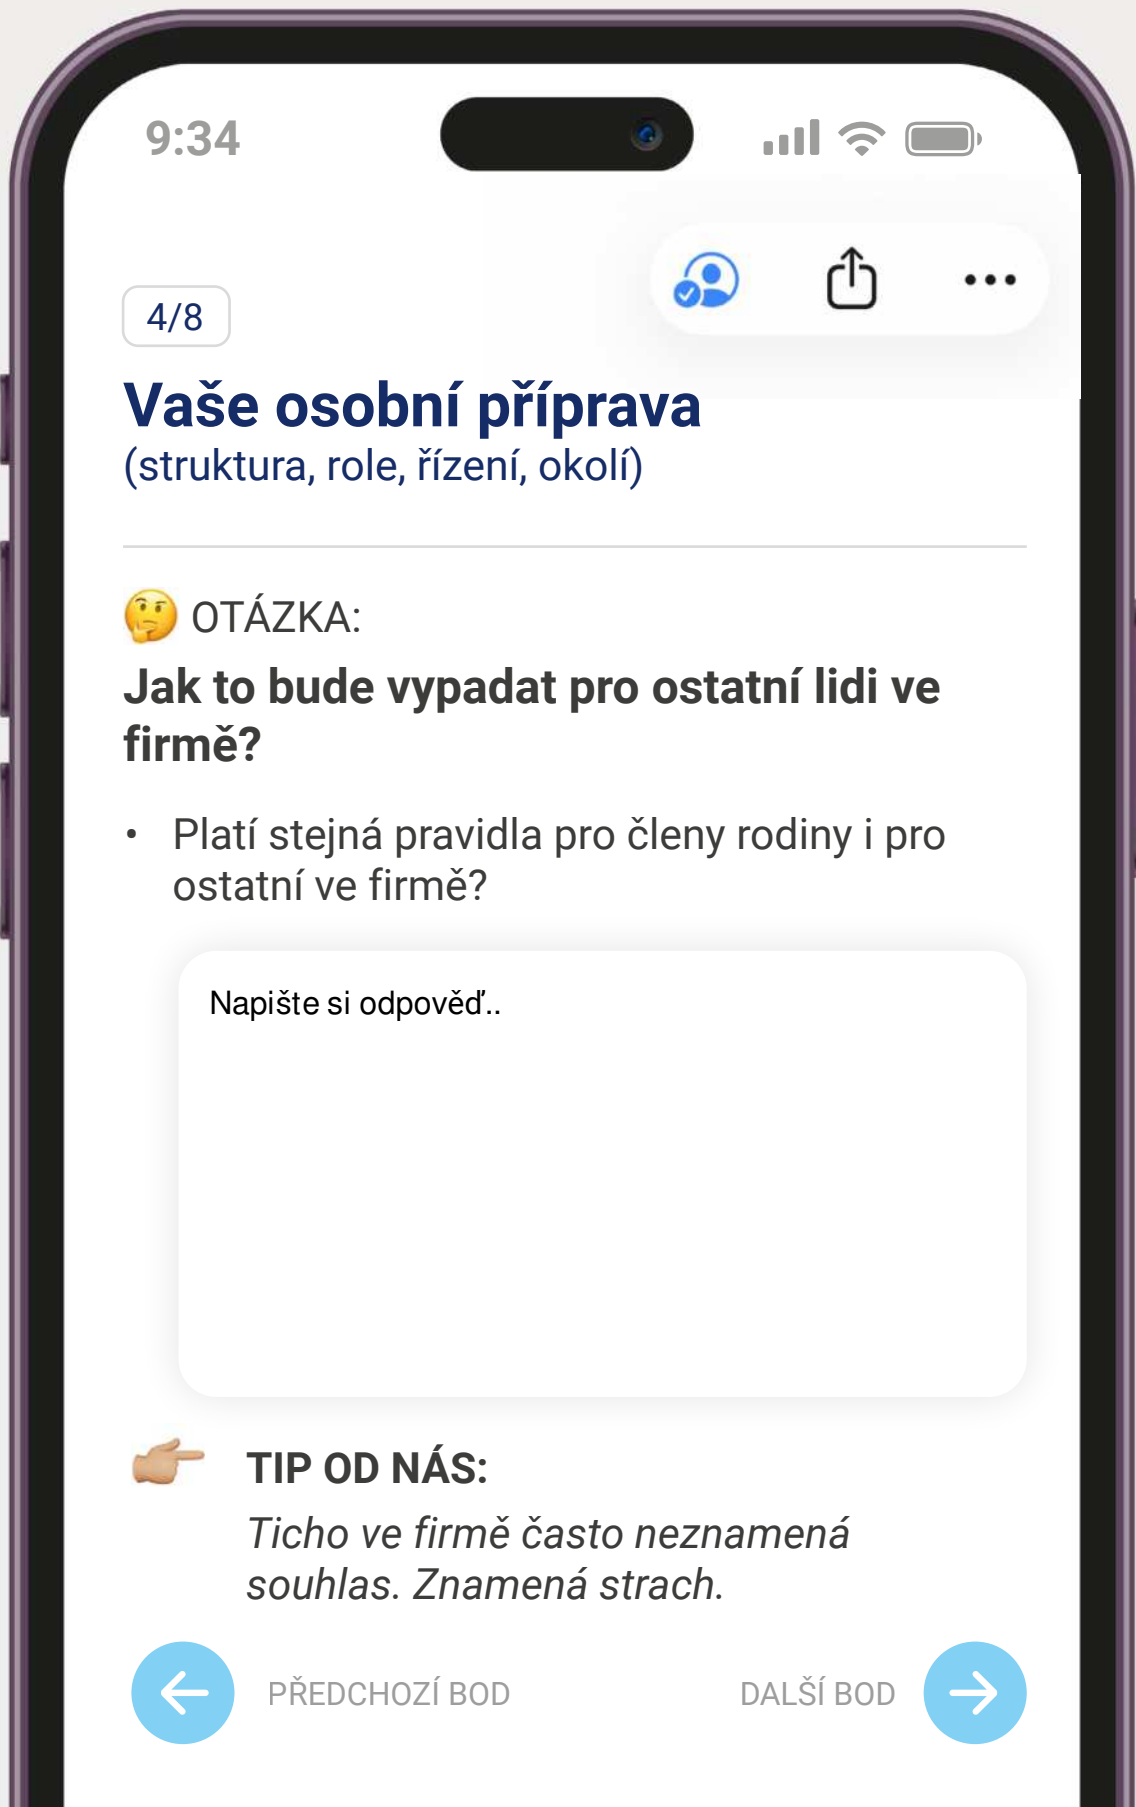 9:34
4/8
Vaše osobní příprava
(struktura, role, řízení, okolí)
🤔 OTÁZKA:
Jak to bude vypadat pro ostatní lidi ve
firmě?
• Platí stejná pravidla pro členy rodiny i pro
ostatní ve firmě?
Napište si odpověď..
TIP OD NÁS:
Ticho ve firmě často neznamená
souhlas. Znamená strach.
PŘEDCHOZÍ BOD
DALŠÍ BOD